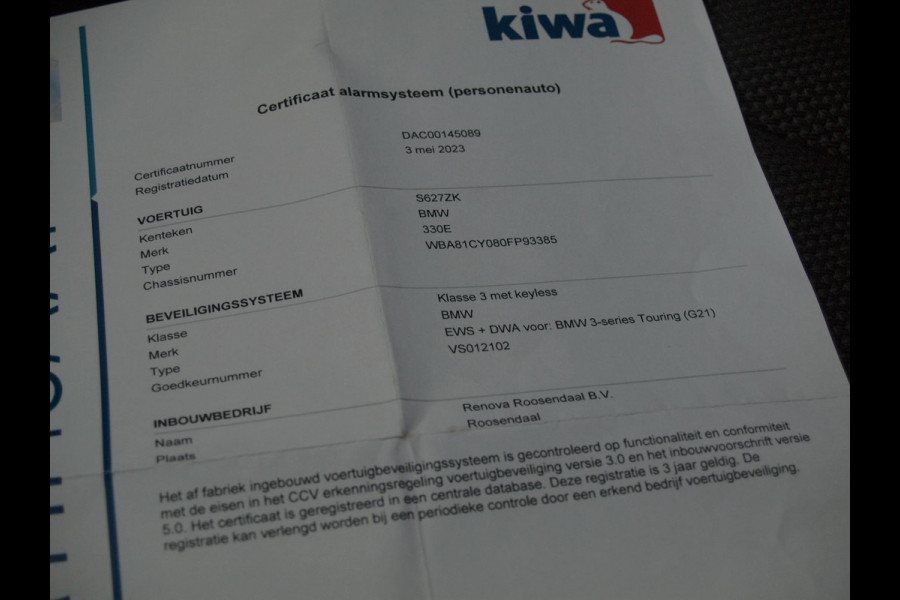 kiwa
Certificaat alarmsysteem (personenauto)
Certificaatnummer DAC00145089
Registratiedatum 3 mei 2023
VOERTUIG
Kenteken S627ZK
Merk BMW
Type 330E
Chassisnummer WBA81CY080FP93385
BEVEILIGINGSSYSTEEM
Klasse Klasse 3 met keyless
Merk BMW
Type EWS + DWA voor: BMW 3-series Touring (G21)
Goedkeurnummer VS012102
INBOUWBEDRIJF
Naam Renova Roosendaal B.V.
Plaats Roosendaal
Het af fabriek ingebouwd voertuigbeveiligingssysteem is gecontroleerd op functionaliteit en conformiteit
met de eisen in het CCV erkenningsregeling voertuigbeveiliging versie 3.0 en het inbouwvoorschrift versie
5.0. Het certificaat is geregistreerd in een centrale database. Deze registratie is 3 jaar geldig. De
registratie kan verlengd worden bij een periodieke controle door een erkend bedrijf voertuigbeveiliging.